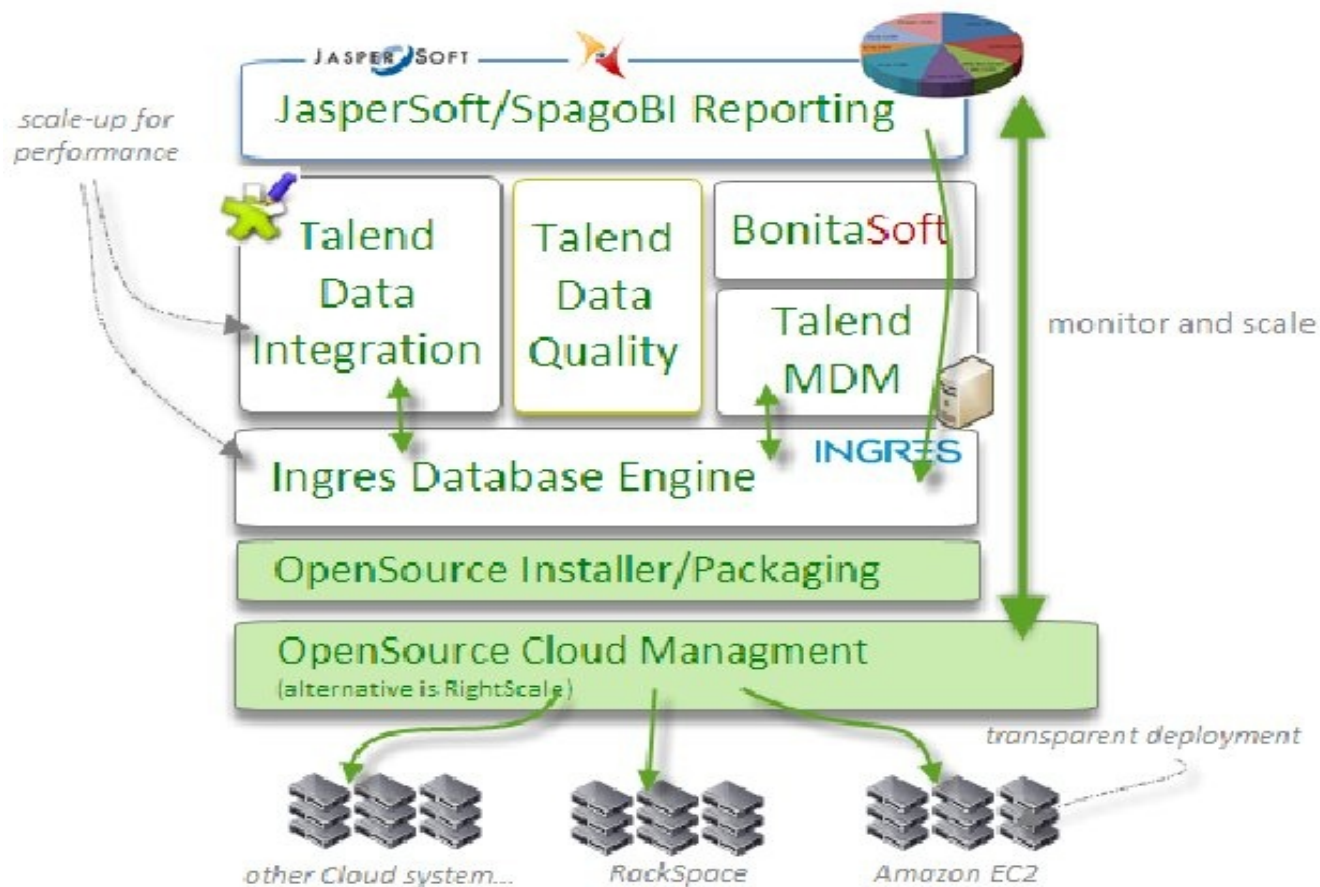 JASPERSOFT
JasperSoft/SpagoBI Reporting
scale-up for
performance
Talend
Data
Integration
Talend
Data
Quality
BonitaSoft
Talend
MDM
monitor and scale
INGRES
Ingres Database Engine
OpenSource Installer/Packaging
OpenSource Cloud Managment
(alternative is RightScale)
transparent deployment
other Cloud system...
RackSpace
Amazon EC2